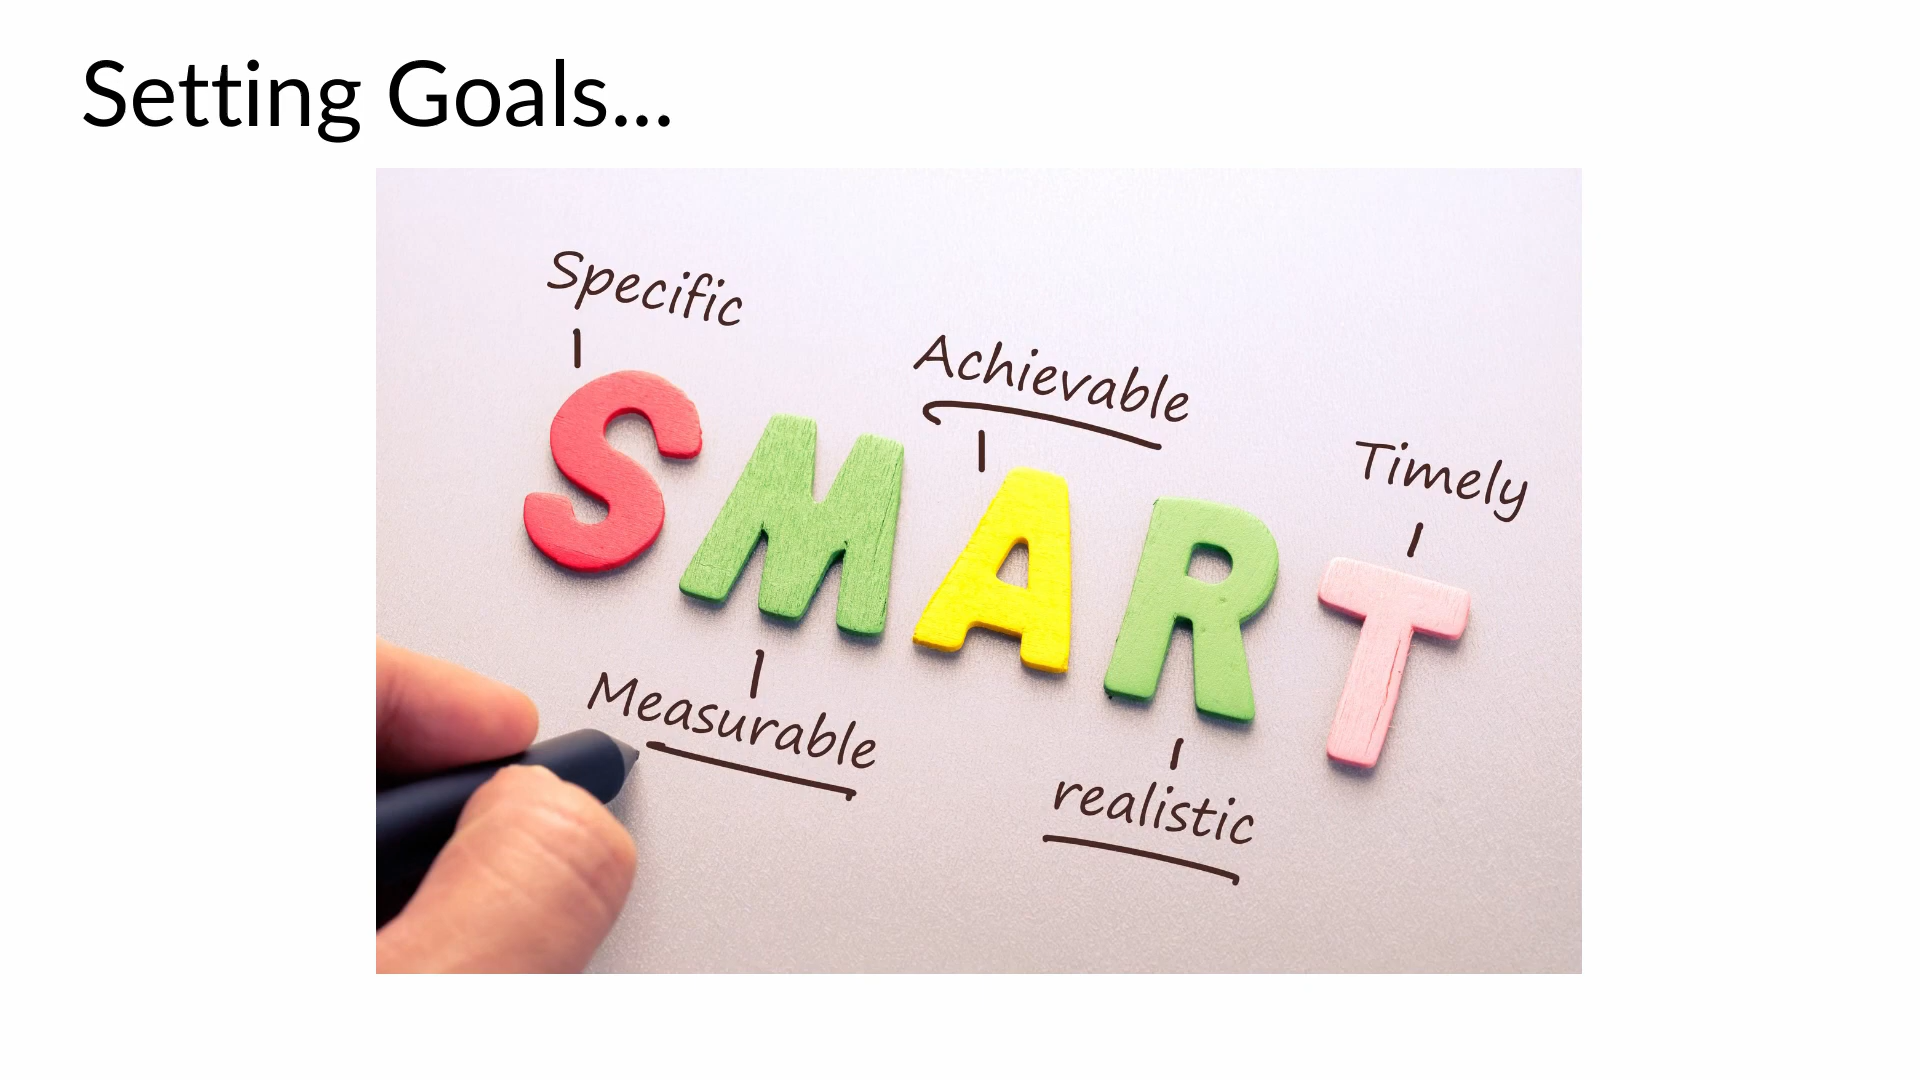 Setting Goals...
Specific
Achievable
Timely
SMART
Measurable
realistic